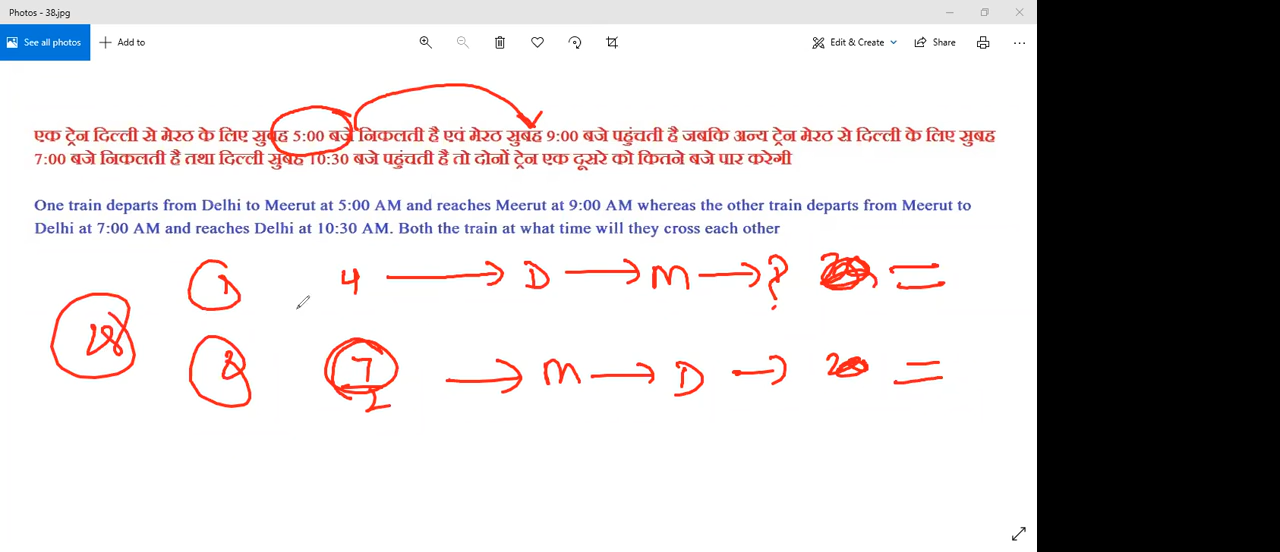 Photos - 38.jpg
See all photos + Add to Edit & Create Share
एक ट्रेन दिल्ली से मेरठ के लिए सुबह 5:00 बजे निकलती है एवं मेरठ सुबह 9:00 बजे पहुंचती है जबकि अन्य ट्रेन मेरठ से दिल्ली के लिए सुबह
7:00 बजे निकलती है तथा दिल्ली सुबह 10:30 बजे पहुंचती है तो दोनों ट्रेन एक दूसरे को कितने बजे पार करेगी
One train departs from Delhi to Meerut at 5:00 AM and reaches Meerut at 9:00 AM whereas the other train departs from Meerut to
Delhi at 7:00 AM and reaches Delhi at 10:30 AM. Both the train at what time will they cross each other
1 4 → D → M → ? =
28
2 7/2 → M → D → =